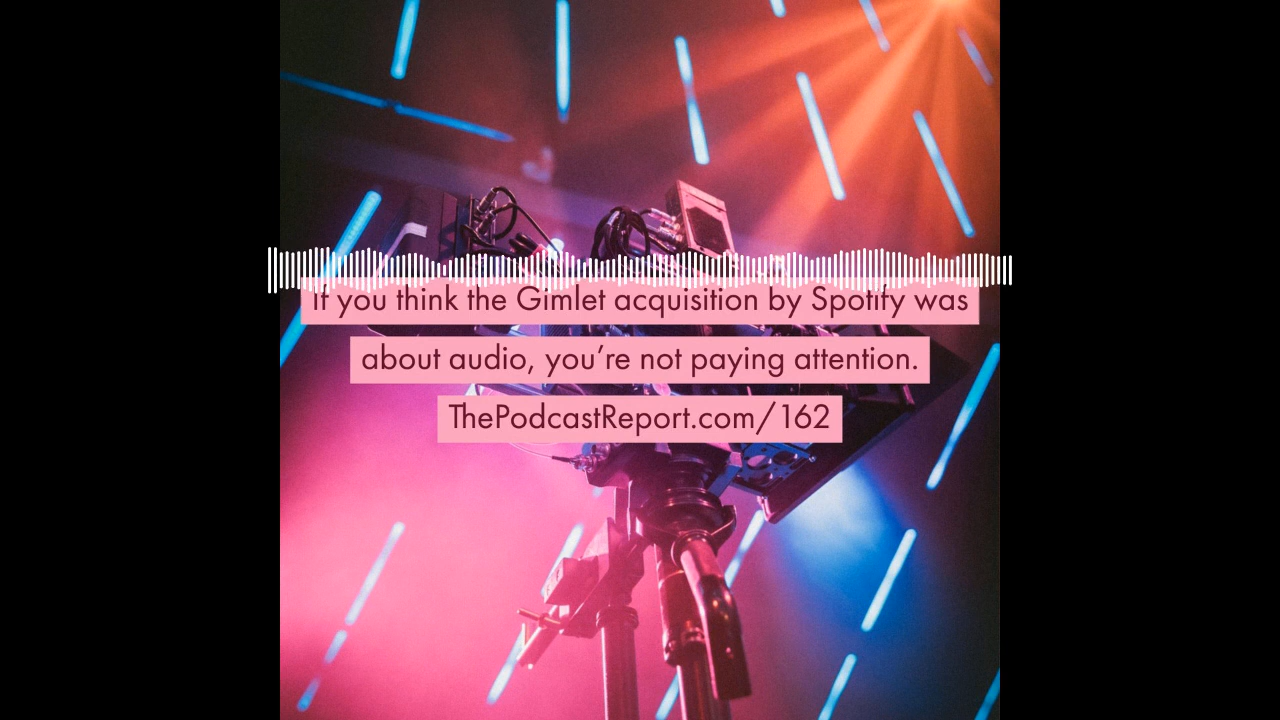 If you think the Gimlet acquisition by Spotify was
about audio, you’re not paying attention.
ThePodcastReport.com/162